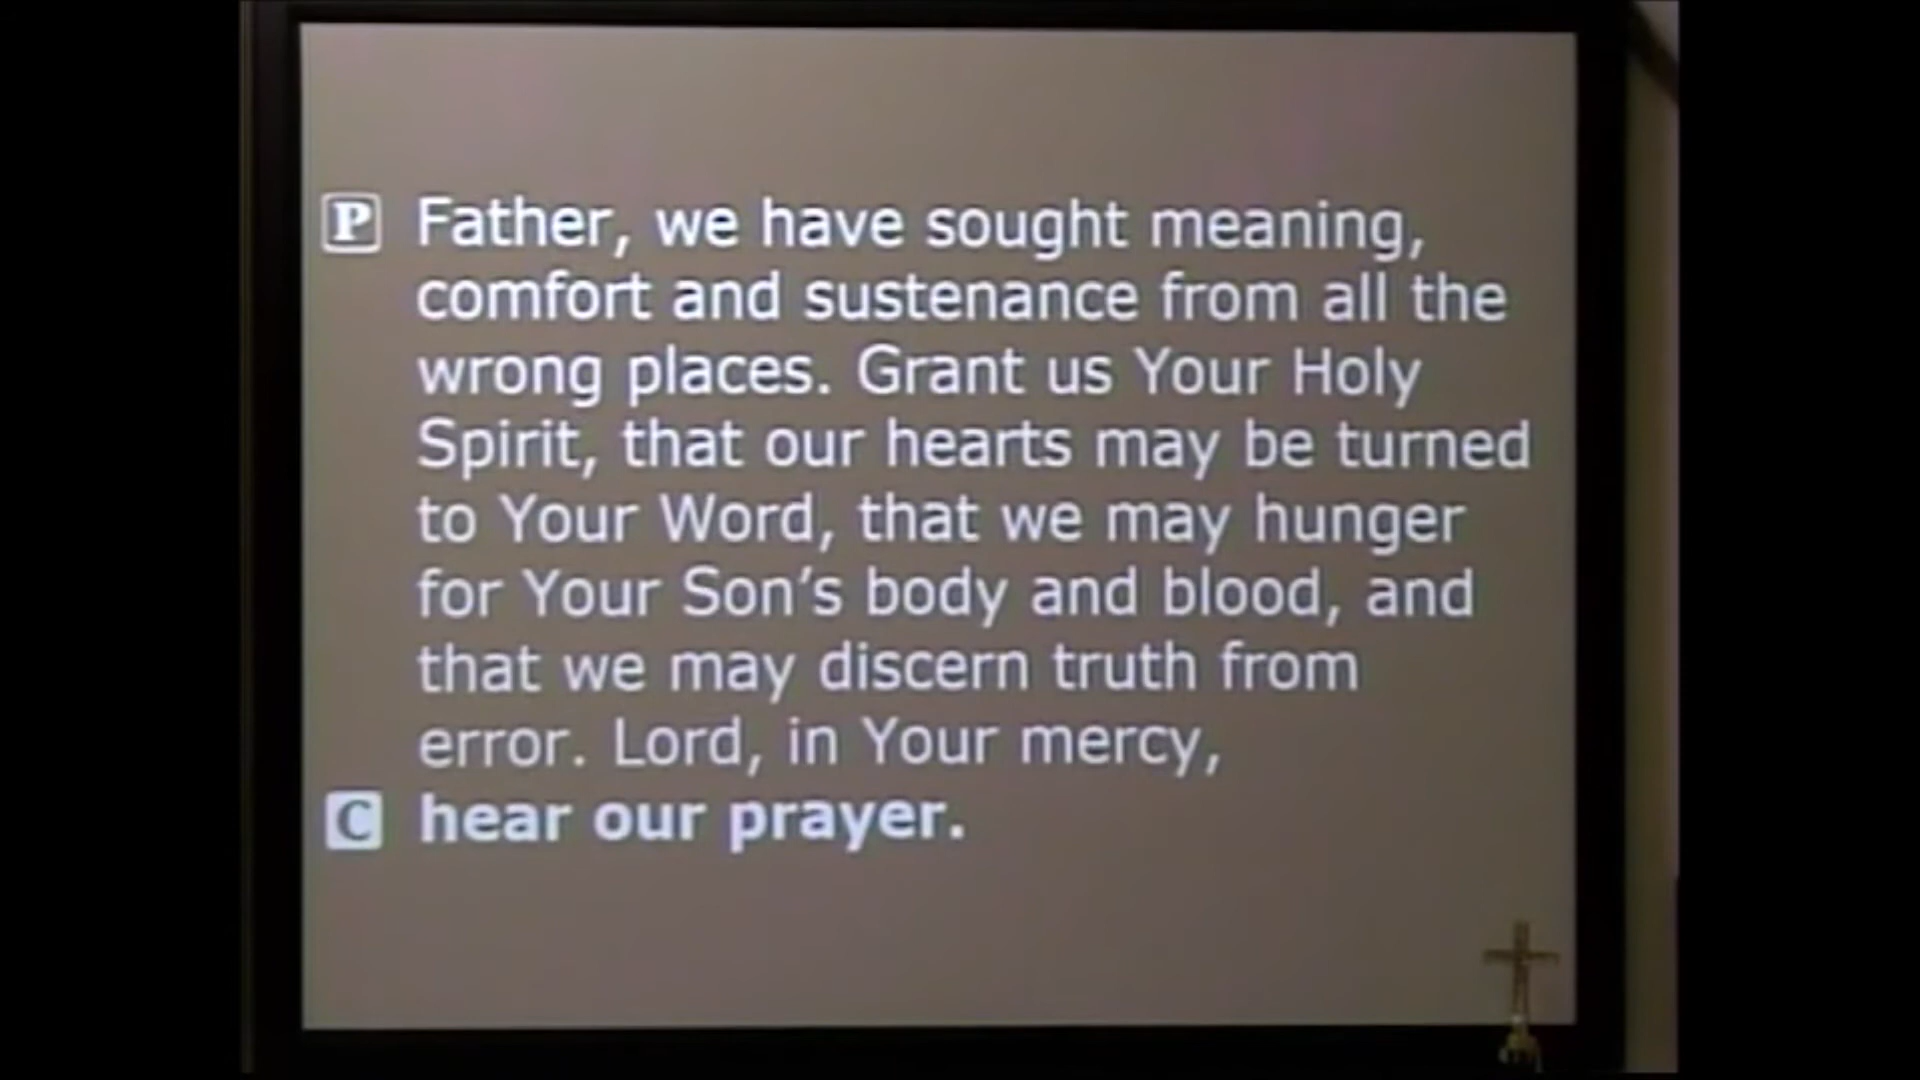 P Father, we have sought meaning,
comfort and sustenance from all the
wrong places. Grant us Your Holy
Spirit, that our hearts may be turned
to Your Word, that we may hunger
for Your Son's body and blood, and
that we may discern truth from
error. Lord, in Your mercy,
C hear our prayer.